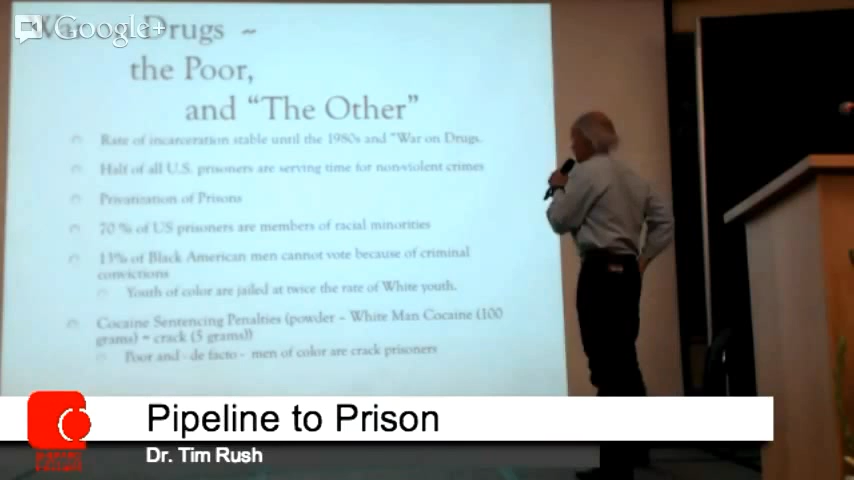 Google+
War Drugs ~
the Poor,
and “The Other”
Rate of incarceration stable until the 1980s and “War on Drugs.
Half of all U.S. prisoners are serving time for nonviolent crimes
Privatization of Prisons
70 % of US prisoners are members of racial minorities
13% of Black American men cannot vote because of criminal
convictions
Youth of color are jailed at twice the rate of White youth.
Cocaine Sentencing Penalties (powder – White Man Cocaine (100
grams) = crack (5 grams))
Poor and - de facto - men of color are crack prisoners
Pipeline to Prison
Dr. Tim Rush